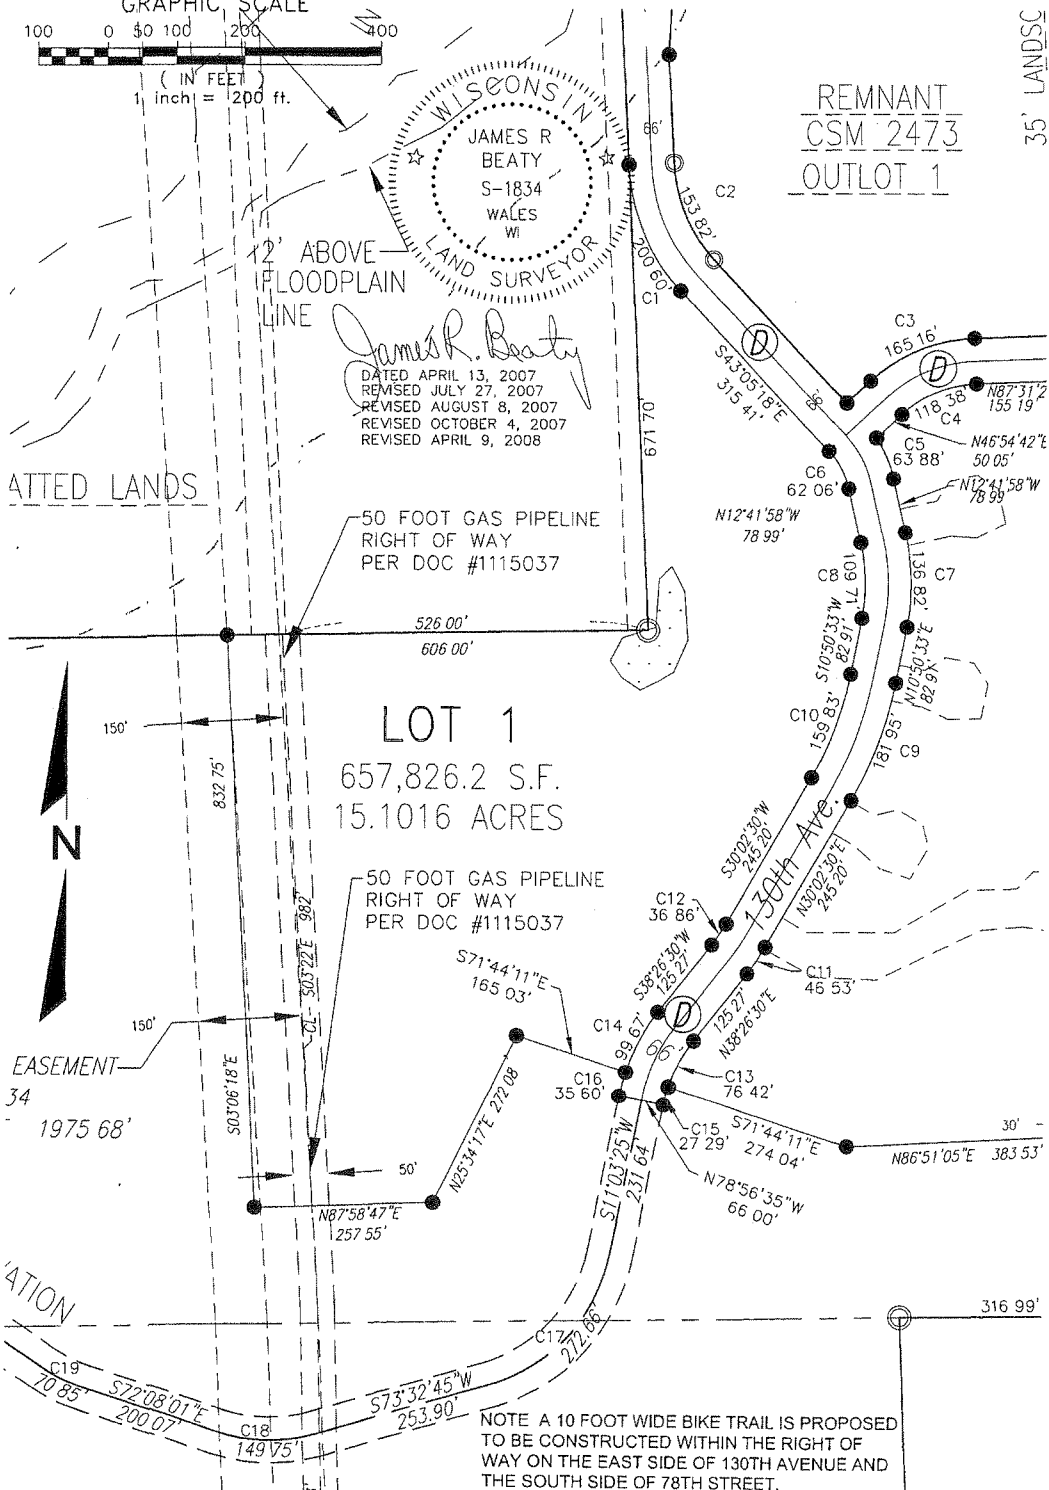 GRAPHIC SCALE
100 0 50 100 200 400
( IN FEET )
1 inch = 200 ft.
IN
WISCONSIN
JAMES R
BEATY
S-1834
WALES
WI
LAND SURVEYOR
2' ABOVE
FLOODPLAIN
LINE
James R. Beaty
DATED APRIL 13, 2007
REVISED JULY 27, 2007
REVISED AUGUST 8, 2007
REVISED OCTOBER 4, 2007
REVISED APRIL 9, 2008
REMNANT
CSM 2473
OUTLOT 1
35' LANDSC
66'
C2
153 82'
200 60'
C1
D
S43°05'18"E
315 41'
66'
671 70'
C3
165 16'
D
N87°31'2
155 19'
118 38'
C4
N46°54'42"E
50 05'
C5
63 88'
C6
62 06'
N12°41'58"W
78 99'
N12°41'58"W
78 99'
ATTED LANDS
50 FOOT GAS PIPELINE
RIGHT OF WAY
PER DOC #1115037
C8
109 71'
136 82'
C7
526 00'
606 00'
S10°50'33"W
82 91'
N10°50'33"E
82 91'
150'
LOT 1
657,826.2 S.F.
15.1016 ACRES
832 75'
C10
159 83'
181 95'
C9
N
130th Ave.
S30°02'30"W
245 20'
N30°02'30"E
245 20'
50 FOOT GAS PIPELINE
RIGHT OF WAY
PER DOC #1115037
C12
36 86'
S38°26'30"W
125 27'
C11
46 53'
125 27'
N38°26'30"E
CL S03°22'E 982'
S71°44'11"E
165 03'
150'
EASEMENT
34
1975 68'
S03°06'18"E
C14
99 67'
D
66'
C16
35 60'
C13
76 42'
C15
27 29'
S71°44'11"E
274 04'
30'
N86°51'05"E 383 53'
N78°56'35"W
66 00'
N25°34'17"E 272 08'
50'
N87°58'47"E
257 55'
S11°03'25"W
231 64'
316 99'
ATION
C17
272.66'
C19
70 85'
S72°08'01"E
200 07'
C18
149 75'
S73°32'45"W
253.90'
NOTE A 10 FOOT WIDE BIKE TRAIL IS PROPOSED
TO BE CONSTRUCTED WITHIN THE RIGHT OF
WAY ON THE EAST SIDE OF 130TH AVENUE AND
THE SOUTH SIDE OF 78TH STREET.